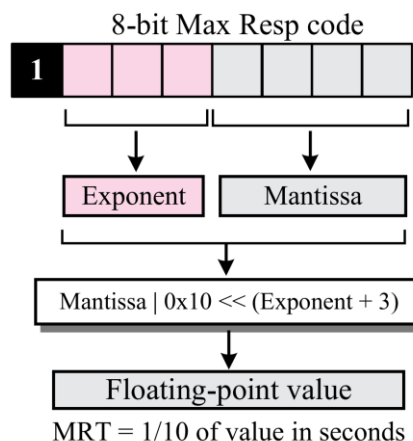 8-bit Max Resp code
1
Exponent
Mantissa
Mantissa | 0x10 << (Exponent + 3)
Floating-point value
MRT = 1/10 of value in seconds